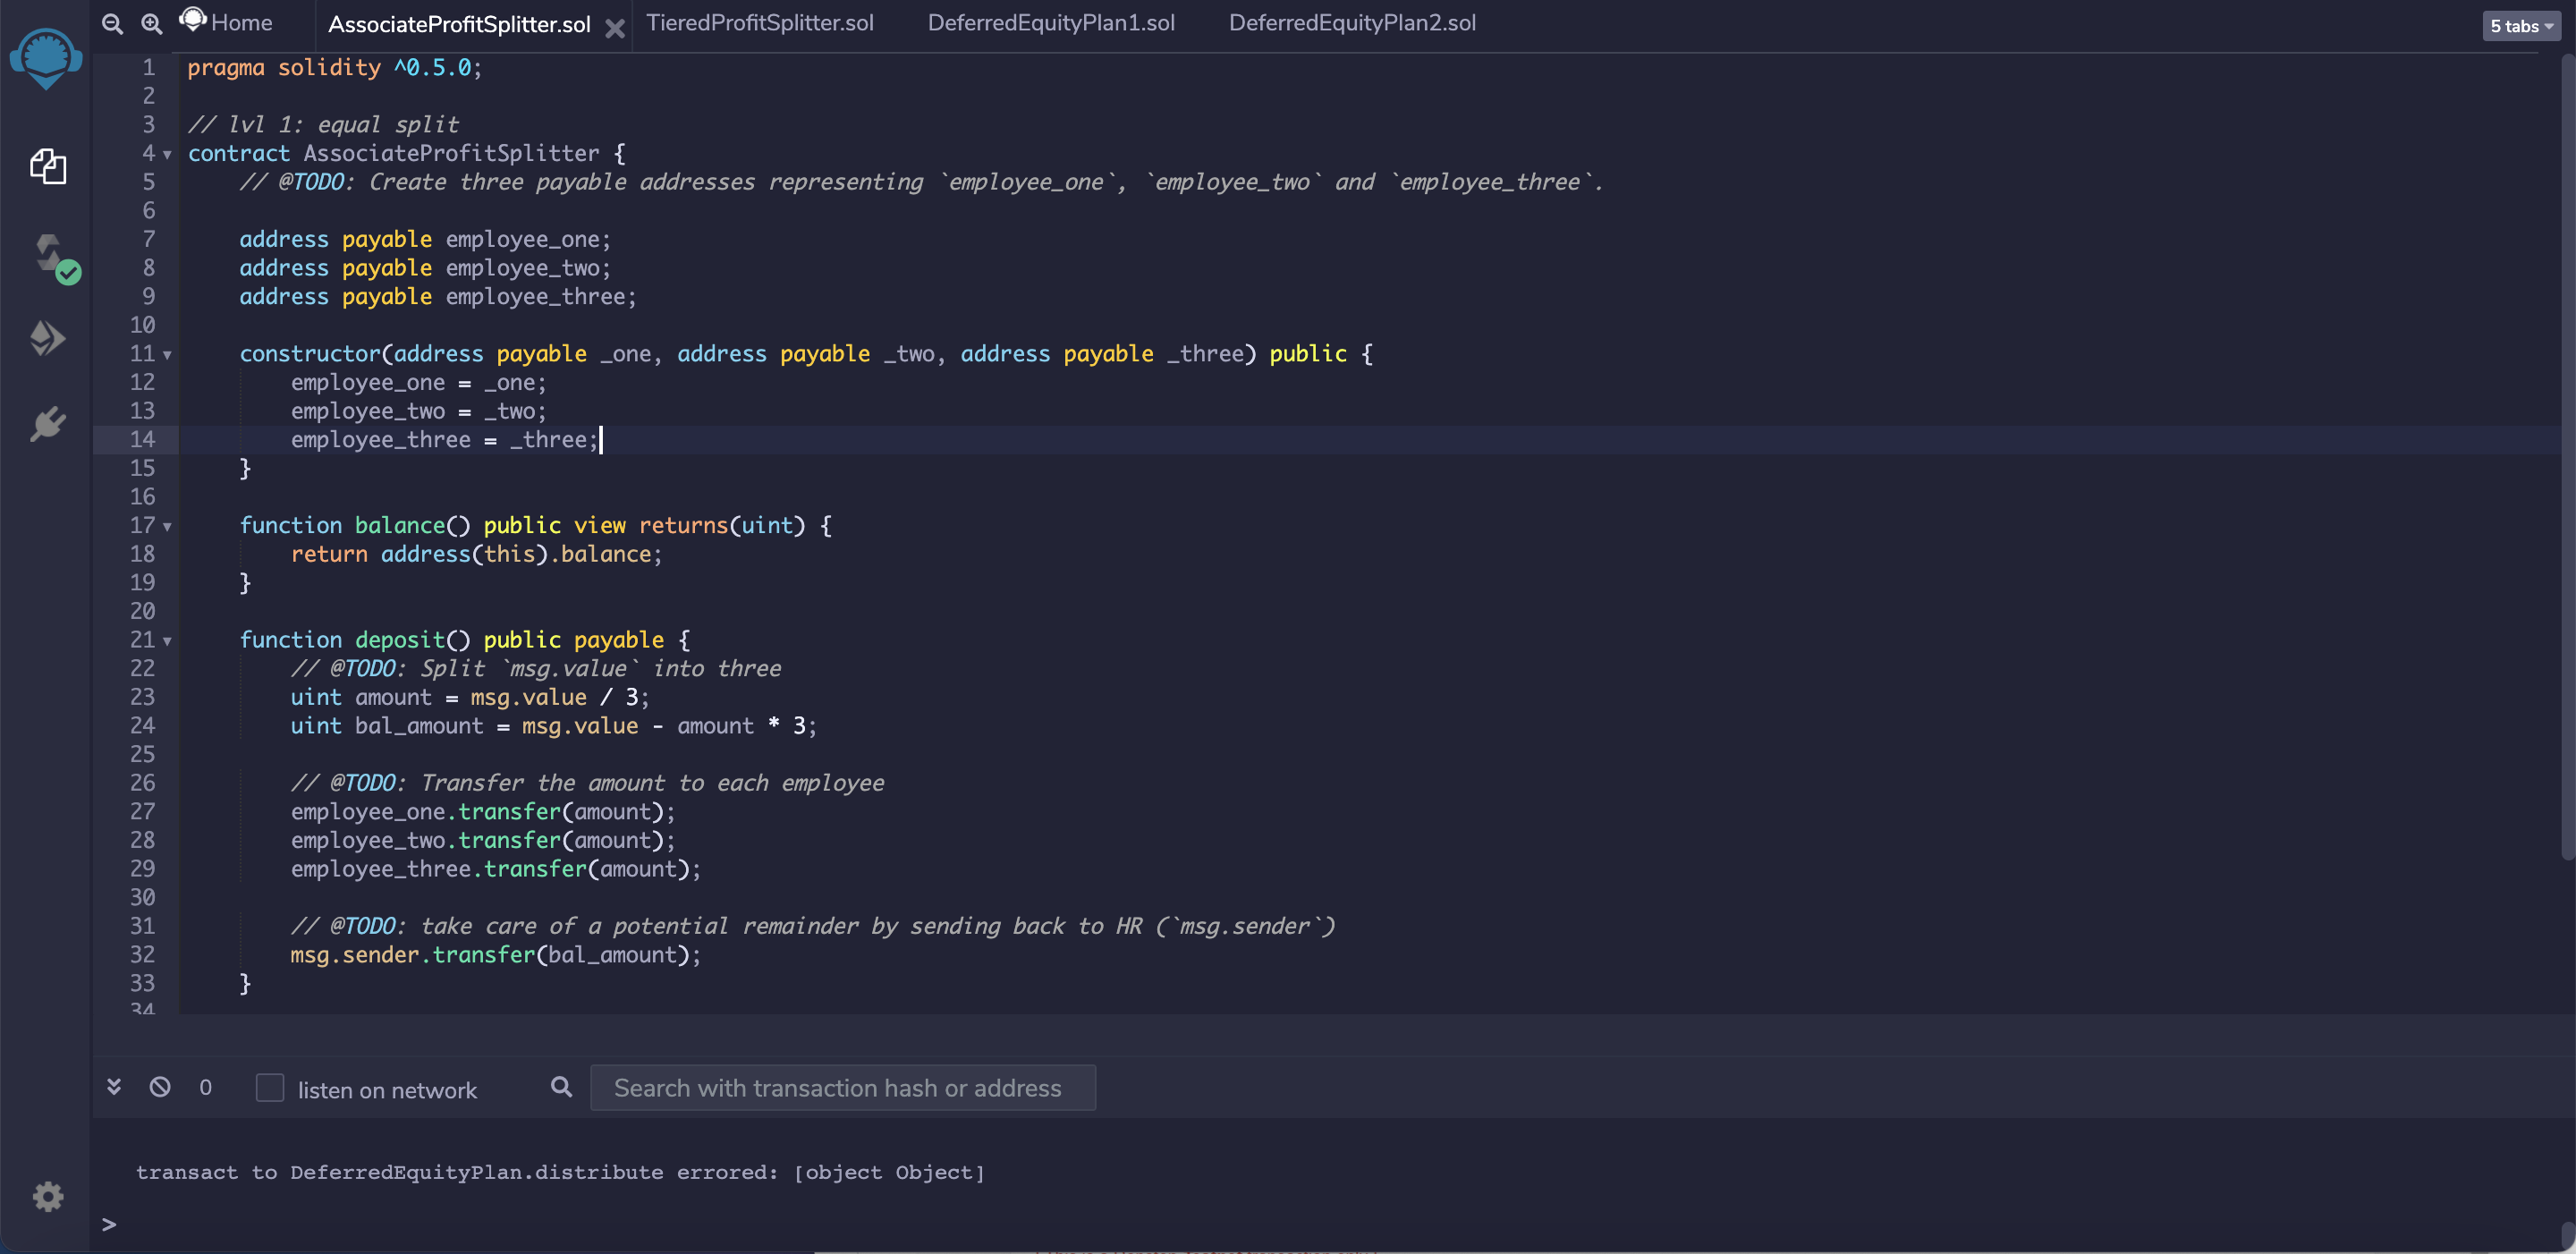 Home AssociateProfitSplitter.sol TieredProfitSplitter.sol DeferredEquityPlan1.sol DeferredEquityPlan2.sol 5 tabs
1 pragma solidity ^0.5.0;
2
3 // lvl 1: equal split
4 contract AssociateProfitSplitter {
5 // @TODO: Create three payable addresses representing `employee_one`, `employee_two` and `employee_three`.
6
7 address payable employee_one;
8 address payable employee_two;
9 address payable employee_three;
10
11 constructor(address payable _one, address payable _two, address payable _three) public {
12 employee_one = _one;
13 employee_two = _two;
14 employee_three = _three;
15 }
16
17 function balance() public view returns(uint) {
18 return address(this).balance;
19 }
20
21 function deposit() public payable {
22 // @TODO: Split `msg.value` into three
23 uint amount = msg.value / 3;
24 uint bal_amount = msg.value - amount * 3;
25
26 // @TODO: Transfer the amount to each employee
27 employee_one.transfer(amount);
28 employee_two.transfer(amount);
29 employee_three.transfer(amount);
30
31 // @TODO: take care of a potential remainder by sending back to HR (`msg.sender`)
32 msg.sender.transfer(bal_amount);
33 }
34
0 listen on network Search with transaction hash or address
transact to DeferredEquityPlan.distribute errored: [object Object]
>